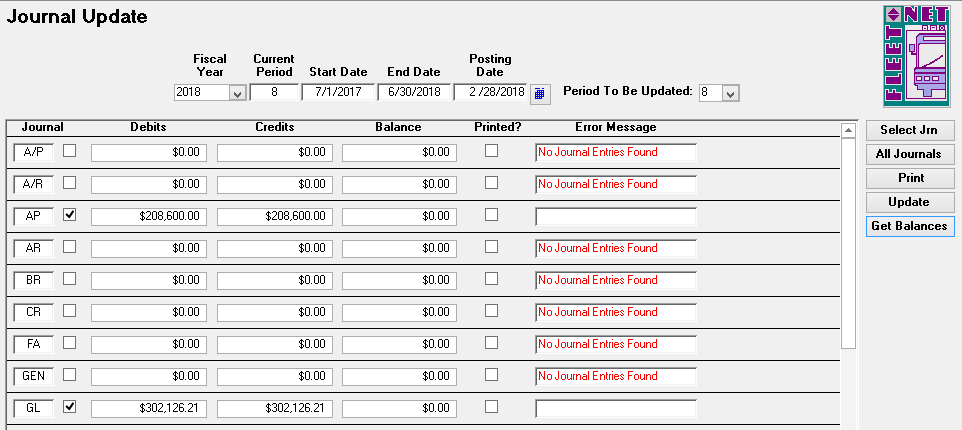 Journal Update
FLEET NET
Fiscal Year Current Period Start Date End Date Posting Date
2018 8 7/1/2017 6/30/2018 2 /28/2018 Period To Be Updated: 8
Journal Debits Credits Balance Printed? Error Message
A/P $0.00 $0.00 $0.00 No Journal Entries Found
A/R $0.00 $0.00 $0.00 No Journal Entries Found
AP $208,600.00 $208,600.00 $0.00
AR $0.00 $0.00 $0.00 No Journal Entries Found
BR $0.00 $0.00 $0.00 No Journal Entries Found
CR $0.00 $0.00 $0.00 No Journal Entries Found
FA $0.00 $0.00 $0.00 No Journal Entries Found
GEN $0.00 $0.00 $0.00 No Journal Entries Found
GL $302,126.21 $302,126.21 $0.00
Select Jrn
All Journals
Print
Update
Get Balances